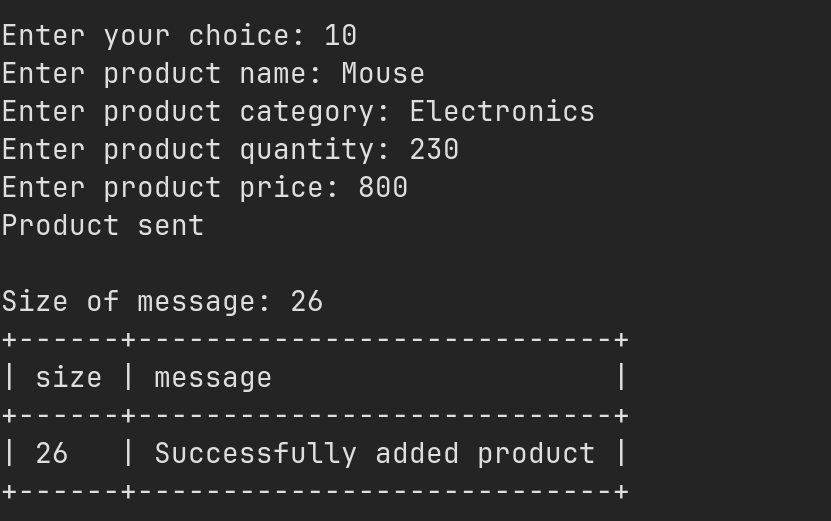 Enter your choice: 10
Enter product name: Mouse
Enter product category: Electronics
Enter product quantity: 230
Enter product price: 800
Product sent

Size of message: 26
+------+----------------------------+
| size | message                    |
+------+----------------------------+
| 26   | Successfully added product |
+------+----------------------------+